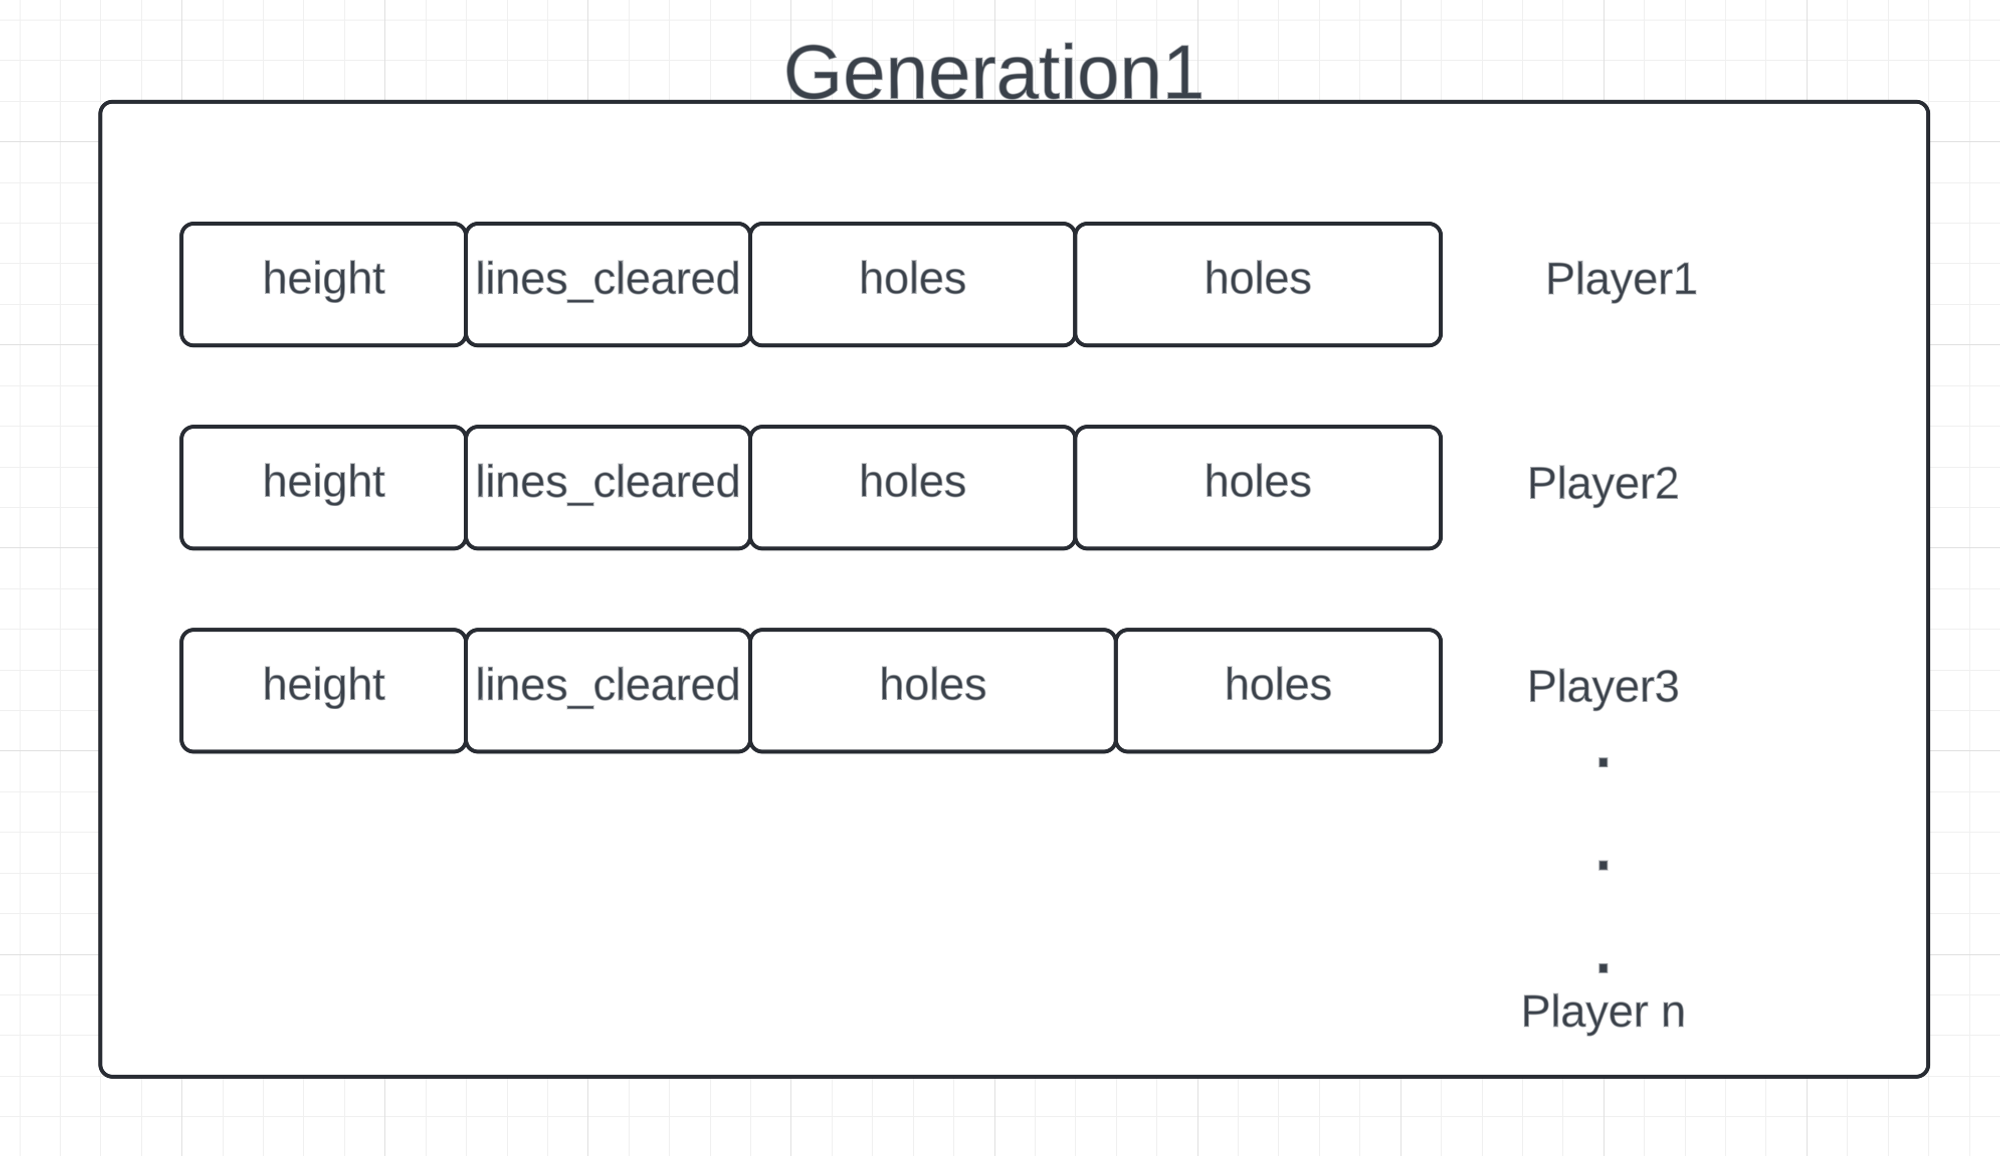 Generation1
height lines_cleared holes holes Player1
height lines_cleared holes holes Player2
height lines_cleared holes holes Player3
.
.
.
Player n